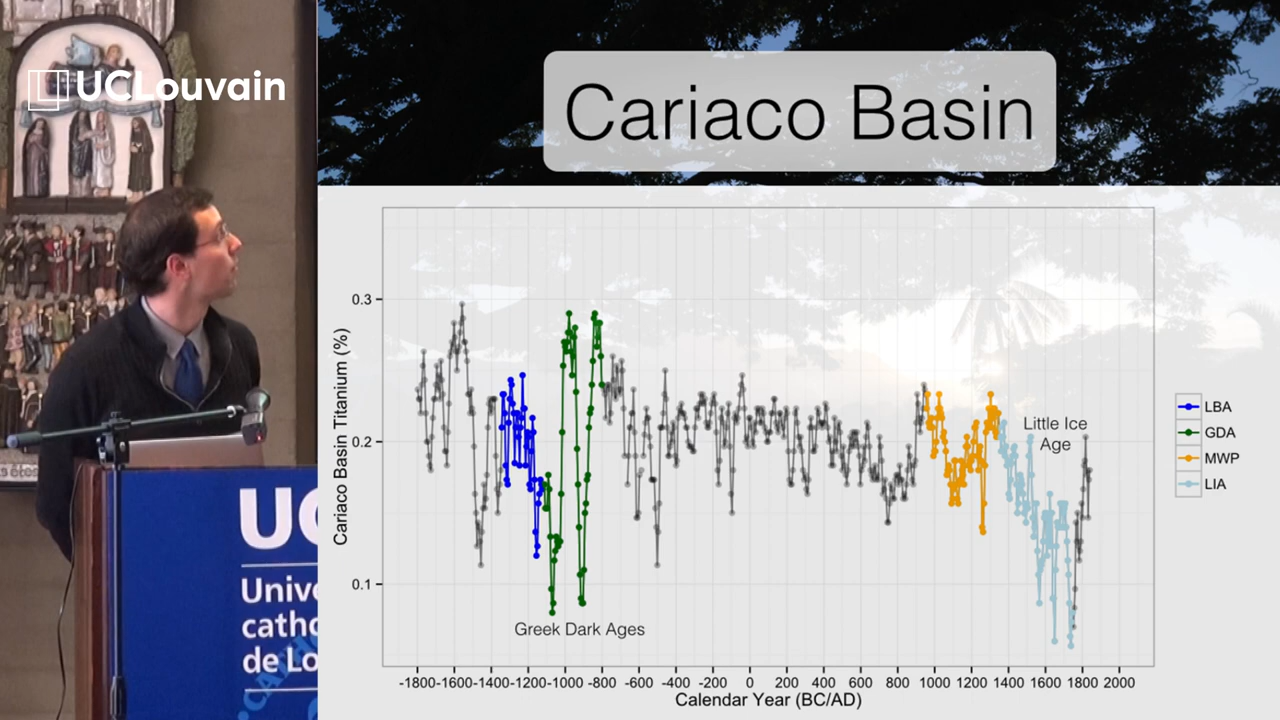 UCLouvain
UC
Unive
catho
de Lo
Cariaco Basin
Cariaco Basin Titanium (%)
0.3
0.2
0.1
Little Ice
Age
Greek Dark Ages
-1800 -1600 -1400 -1200 -1000 -800 -600 -400 -200 0 200 400 600 800 1000 1200 1400 1600 1800 2000
Calendar Year (BC/AD)
LBA
GDA
MWP
LIA